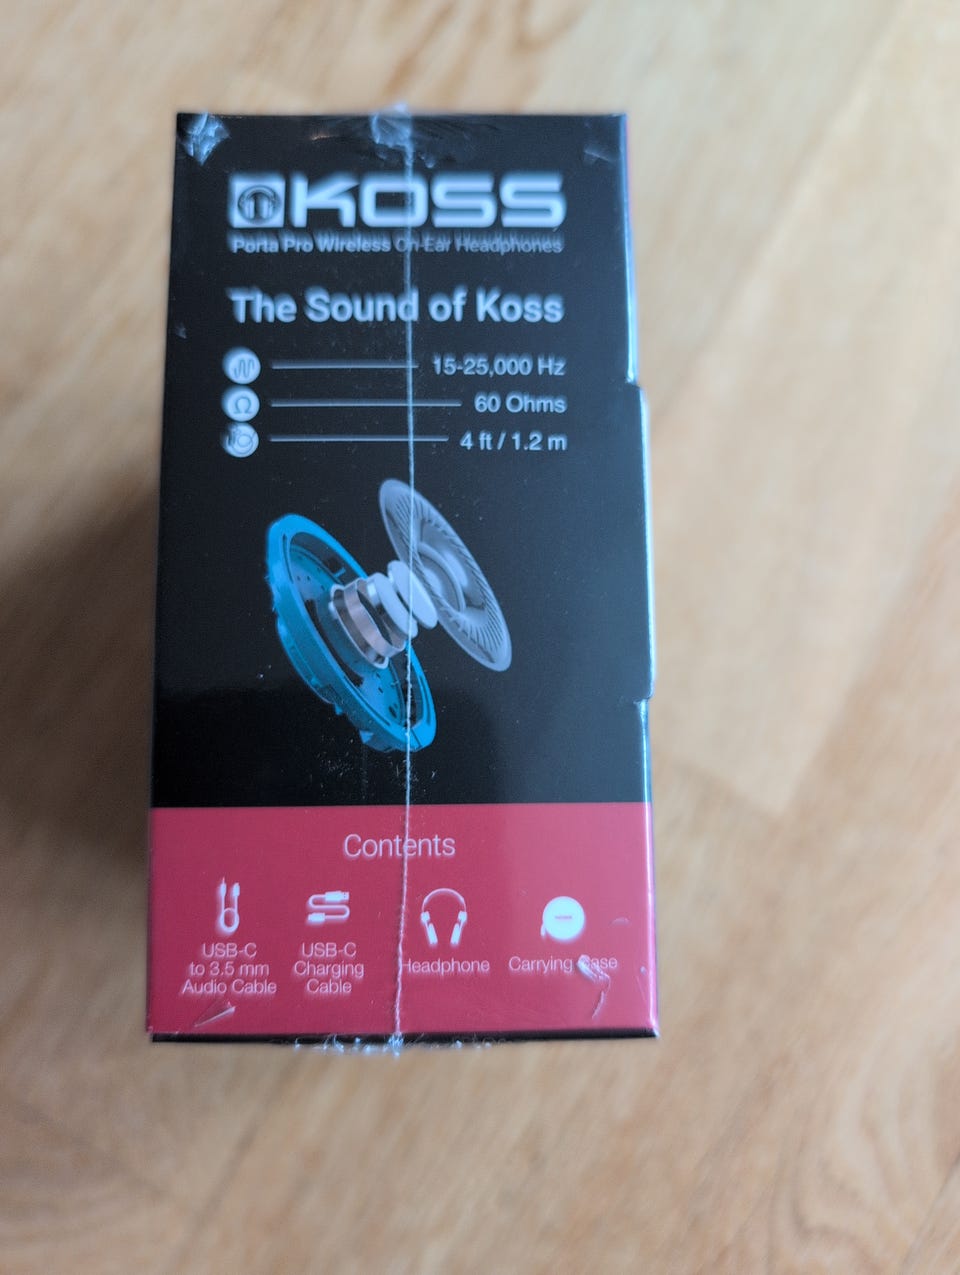 KOSS
Porta Pro Wireless On-Ear Headphones
The Sound of Koss
15-25,000 Hz
Ω 60 Ohms
4 ft / 1.2 m
Contents
USB-C
to 3.5 mm
Audio Cable
USB-C
Charging
Cable
Headphone
Carrying Case